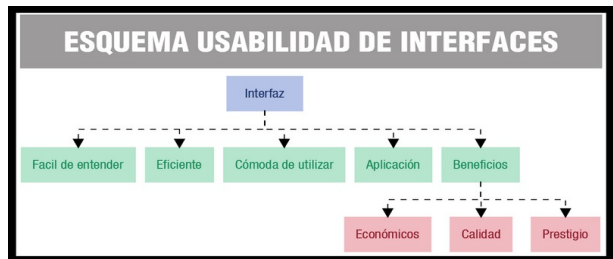 ESQUEMA USABILIDAD DE INTERFACES
Interfaz
Facil de entender
Eficiente
Cómoda de utilizar
Aplicación
Beneficios
Económicos
Calidad
Prestigio